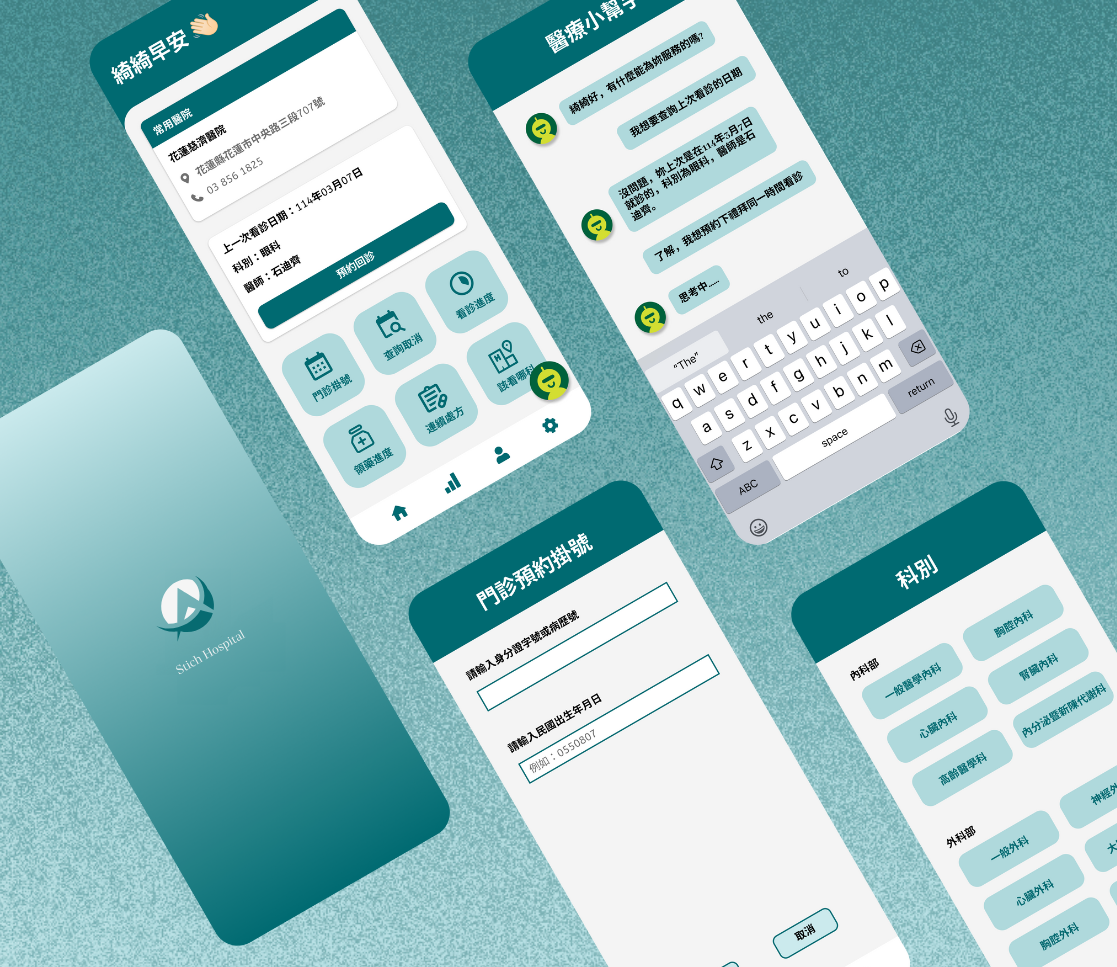 綺綺早安
常用醫院
花蓮慈濟醫院
花蓮縣花蓮市中央路三段707號
03 856 1825
上一次看診日期：114年03月07日
科別：眼科
醫師：石迪齊
預約回診
門診掛號
查詢取消
看診進度
領藥進度
連續處方
該看哪科
醫療小幫手
綺綺好，有什麼能為妳服務的嗎?
我想要查詢上次看診的日期
沒問題，妳上次是在114年3月7日
就診的，科別為眼科，醫師是石
迪齊。
了解，我想預約下禮拜同一時間看診
思考中......
"The"
the
to
q w e r t y u i o p
a s d f g h j k l
z x c v b n m
ABC
space
return
Stich Hospital
門診預約掛號
請輸入身分證字號或病歷號
請輸入民國出生年月日
例如：0550807
取消
科別
內科部
一般醫學內科
胸腔內科
心臟內科
腎臟內科
高齡醫學科
內分泌暨新陳代謝科
外科部
一般外科
神經外
心臟外科
大
胸腔外科